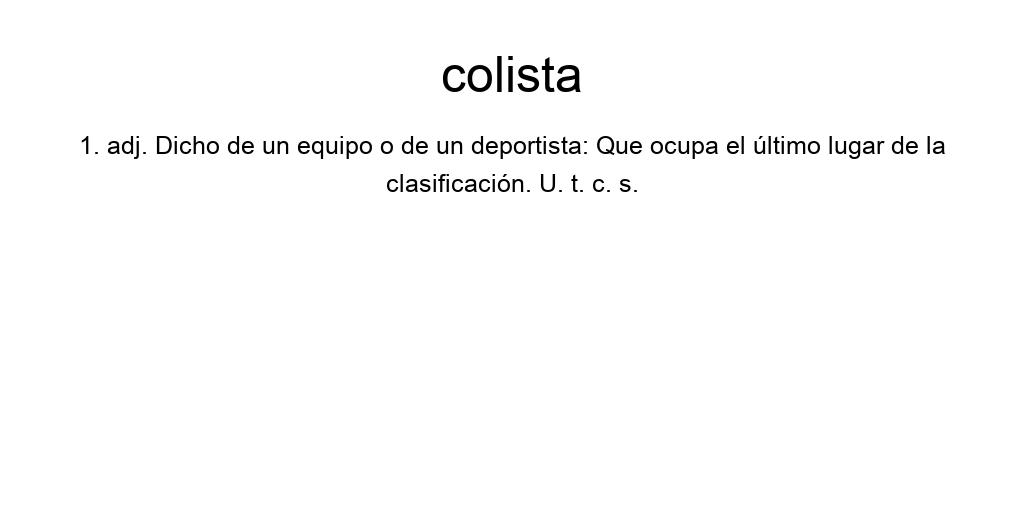 colista
1. adj. Dicho de un equipo o de un deportista: Que ocupa el último lugar de la
clasificación. U. t. c. s.